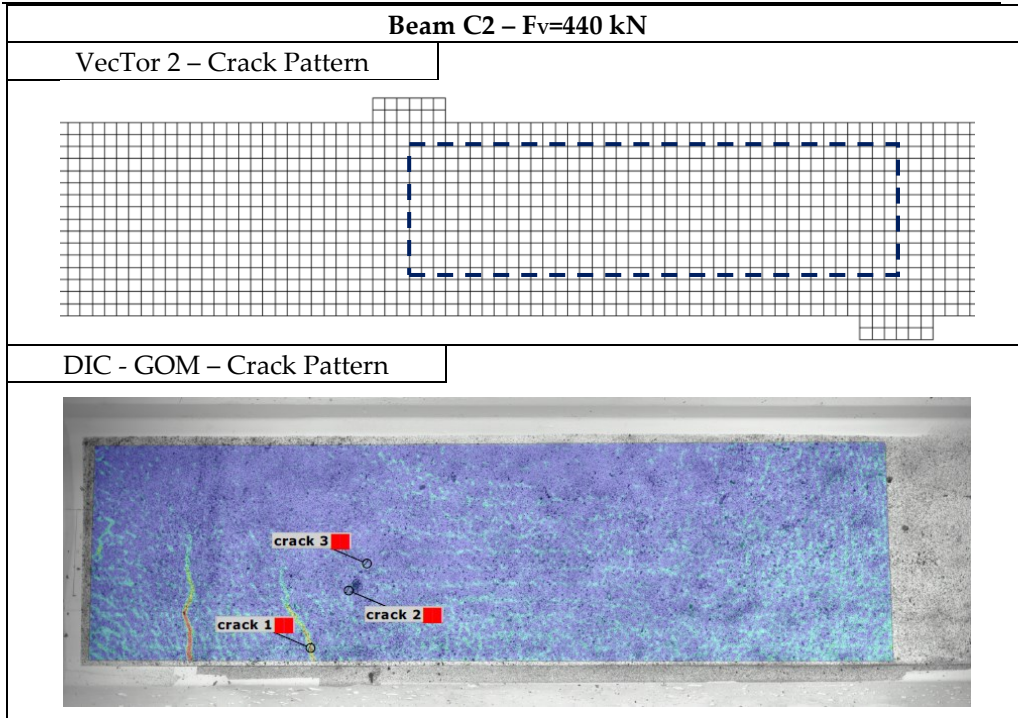 Beam C2 – Fv=440 kN
VecTor 2 – Crack Pattern
DIC - GOM – Crack Pattern
crack 3
crack 2
crack 1